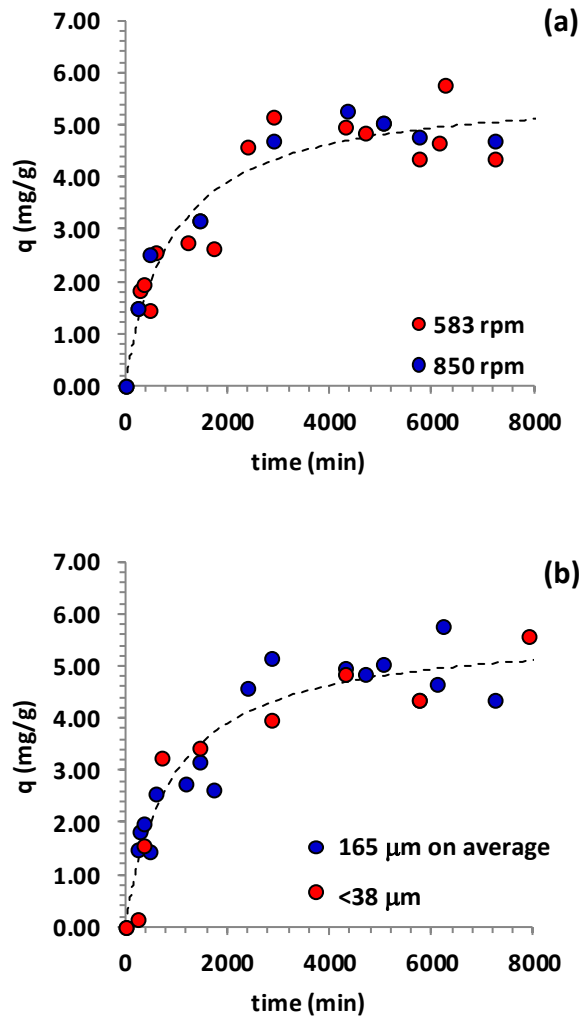 (a)
7.00
6.00
5.00
4.00
3.00
2.00
1.00
0.00
q (mg/g)
583 rpm
850 rpm
0 2000 4000 6000 8000
time (min)
(b)
7.00
6.00
5.00
4.00
3.00
2.00
1.00
0.00
q (mg/g)
165 μm on average
<38 μm
0 2000 4000 6000 8000
time (min)